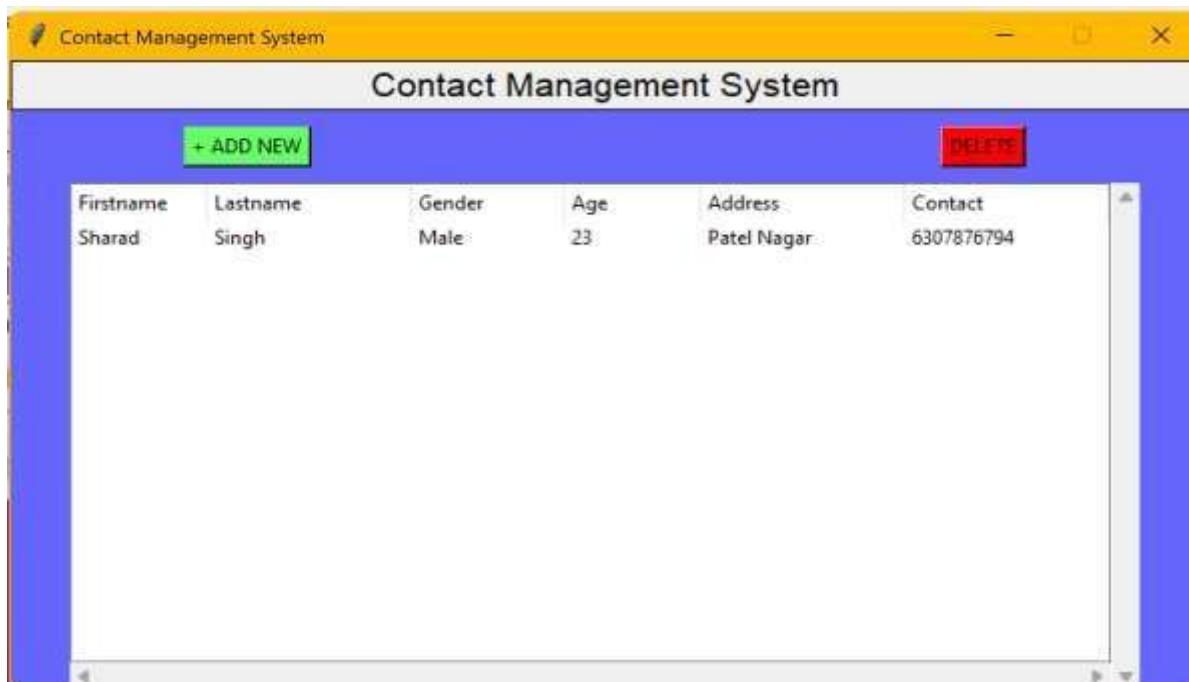 Contact Management System
Contact Management System
+ ADD NEW DELETE
Firstname Lastname Gender Age Address Contact
Sharad Singh Male 23 Patel Nagar 6307876794